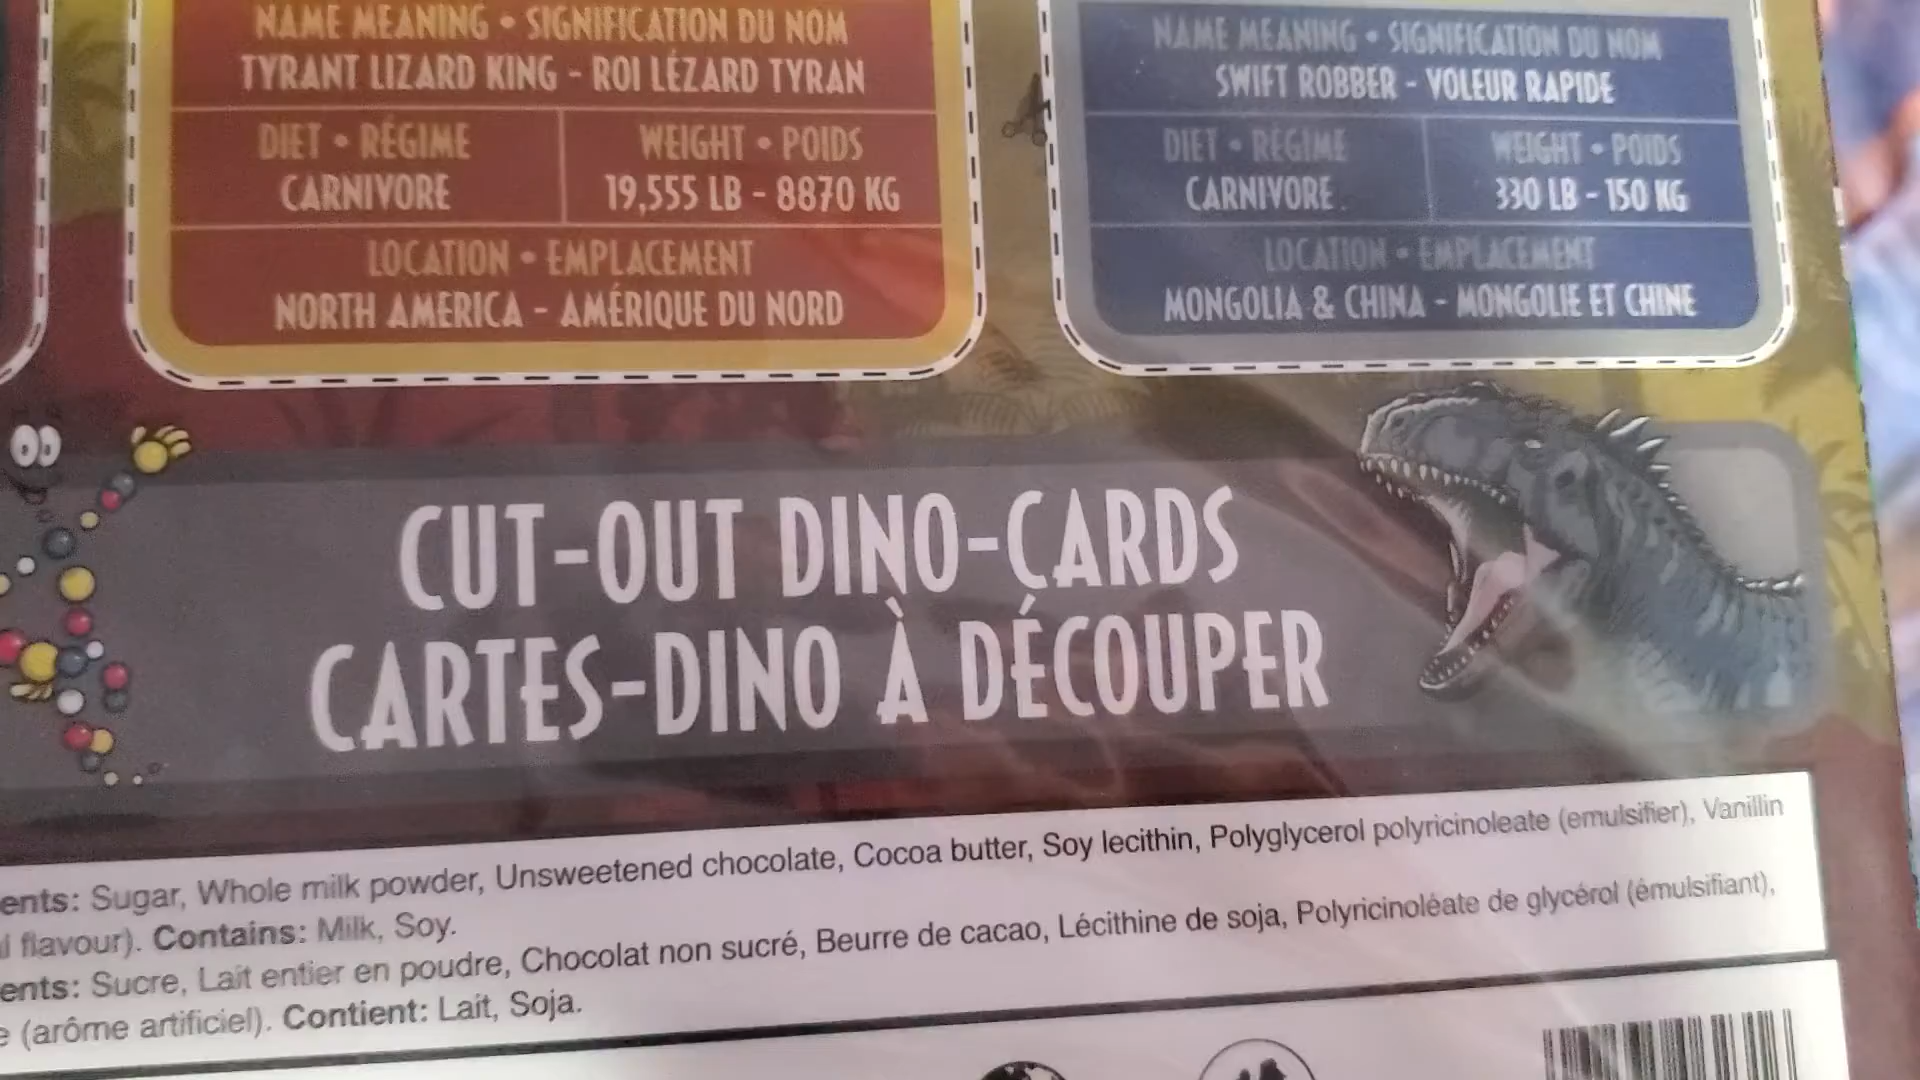 NAME MEANING • SIGNIFICATION DU NOM
TYRANT LIZARD KING - ROI LÉZARD TYRAN
DIET • RÉGIME
CARNIVORE
WEIGHT • POIDS
19,555 LB - 8870 KG
LOCATION • EMPLACEMENT
NORTH AMERICA - AMÉRIQUE DU NORD
NAME MEANING • SIGNIFICATION DU NOM
SWIFT ROBBER - VOLEUR RAPIDE
DIET • RÉGIME
CARNIVORE
WEIGHT • POIDS
330 LB - 150 KG
LOCATION • EMPLACEMENT
MONGOLIA & CHINA - MONGOLIE ET CHINE
CUT-OUT DINO-CARDS
CARTES-DINO À DÉCOUPER
ents: Sugar, Whole milk powder, Unsweetened chocolate, Cocoa butter, Soy lecithin, Polyglycerol polyricinoleate (emulsifier), Vanillin
l flavour). Contains: Milk, Soy.
ents: Sucre, Lait entier en poudre, Chocolat non sucré, Beurre de cacao, Lécithine de soja, Polyricinoléate de glycérol (émulsifiant),
e (arôme artificiel). Contient: Lait, Soja.